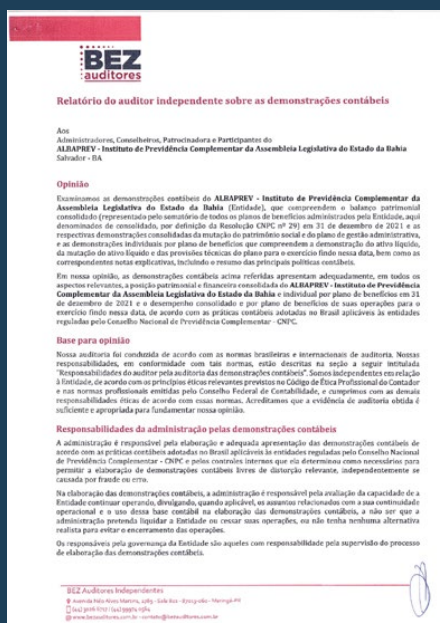 BEZ
auditores
Relatório do auditor independente sobre as demonstrações contábeis
Aos
Administradores, Conselheiros, Patrocinadora e Participantes do
ALBAPREV - Instituto de Previdência Complementar da Assembleia Legislativa do Estado da Bahia
Salvador - BA
Opinião
Examinamos as demonstrações contábeis do ALBAPREV - Instituto de Previdência Complementar da
Assembleia Legislativa do Estado da Bahia (Entidade), que compreendem o balanço patrimonial
consolidado (representado pelo somatório de todos os planos de benefícios administrados pela Entidade, aqui
denominados de consolidado, por definição da Resolução CNPC nº 29) em 31 de dezembro de 2021 e as
respectivas demonstrações consolidadas da mutação do patrimônio social e do plano de gestão administrativa,
e as demonstrações individuais por plano de benefícios que compreendem a demonstração do ativo líquido,
da mutação do ativo líquido e das provisões técnicas do plano para o exercício findo nessa data, bem como as
correspondentes notas explicativas, incluindo o resumo das principais políticas contábeis.
Em nossa opinião, as demonstrações contábeis acima referidas apresentam adequadamente, em todos os
aspectos relevantes, a posição patrimonial e financeira consolidada do ALBAPREV - Instituto de Previdência
Complementar da Assembleia Legislativa do Estado da Bahia e individual por plano de benefícios em 31
de dezembro de 2021 e o desempenho consolidado e por plano de benefícios de suas operações para o
exercício findo nessa data, de acordo com as práticas contábeis adotadas no Brasil aplicáveis às entidades
reguladas pelo Conselho Nacional de Previdência Complementar - CNPC.
Base para opinião
Nossa auditoria foi conduzida de acordo com as normas brasileiras e internacionais de auditoria. Nossas
responsabilidades, em conformidade com tais normas, estão descritas na seção a seguir intitulada
"Responsabilidades do auditor pela auditoria das demonstrações contábeis". Somos independentes em relação
à Entidade, de acordo com os princípios éticos relevantes previstos no Código de Ética Profissional do Contador
e nas normas profissionais emitidas pelo Conselho Federal de Contabilidade, e cumprimos com as demais
responsabilidades éticas de acordo com essas normas. Acreditamos que a evidência de auditoria obtida é
suficiente e apropriada para fundamentar nossa opinião.
Responsabilidades da administração pelas demonstrações contábeis
A administração é responsável pela elaboração e adequada apresentação das demonstrações contábeis de
acordo com as práticas contábeis adotadas no Brasil aplicáveis às entidades reguladas pelo Conselho Nacional
de Previdência Complementar - CNPC e pelos controles internos que ela determinou como necessários para
permitir a elaboração de demonstrações contábeis livres de distorção relevante, independentemente se
causada por fraude ou erro.
Na elaboração das demonstrações contábeis, a administração é responsável pela avaliação da capacidade de a
Entidade continuar operando, divulgando, quando aplicável, os assuntos relacionados com a sua continuidade
operacional e o uso dessa base contábil na elaboração das demonstrações contábeis, a não ser que a
administração pretenda liquidar a Entidade ou cessar suas operações, ou não tenha nenhuma alternativa
realista para evitar o encerramento das operações.
Os responsáveis pela governança da Entidade são aqueles com responsabilidade pela supervisão do processo
de elaboração das demonstrações contábeis.
BEZ Auditores Independentes
www.bezauditores.com.br - contato@bezauditores.com.br